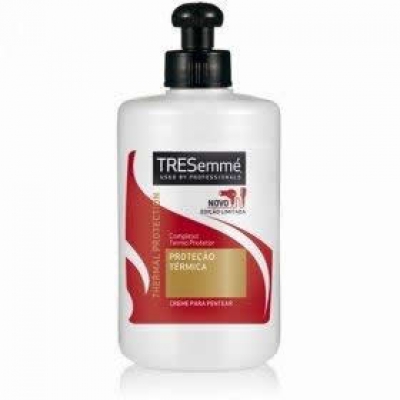 TRESemmé
USED BY PROFESSIONALS
NOVO
EDIÇÃO LIMITADA
THERMAL PROTECTION
Complexo
Termo Protetor
PROTEÇÃO
TÉRMICA
CREME PARA PENTEAR